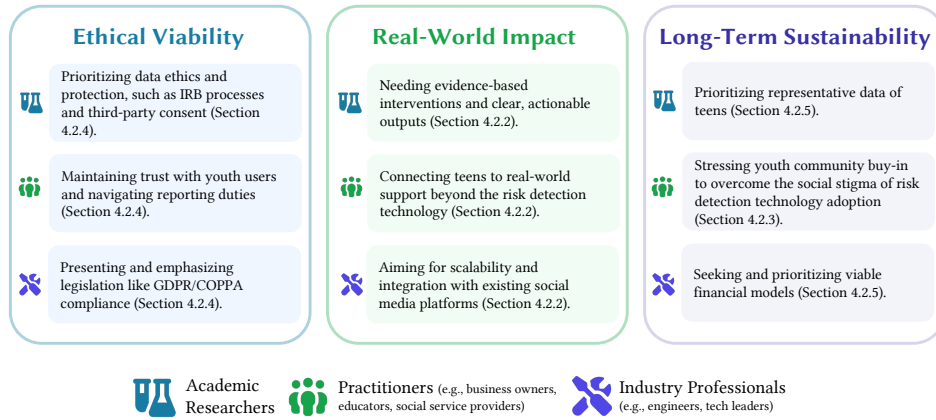 Ethical Viability
Prioritizing data ethics and
protection, such as IRB processes
and third-party consent (Section
4.2.4).
Maintaining trust with youth users
and navigating reporting duties
(Section 4.2.4).
Presenting and emphasizing
legislation like GDPR/COPPA
compliance (Section 4.2.4).
Real-World Impact
Needing evidence-based
interventions and clear, actionable
outputs (Section 4.2.2).
Connecting teens to real-world
support beyond the risk detection
technology (Section 4.2.2).
Aiming for scalability and
integration with existing social
media platforms (Section 4.2.2).
Long-Term Sustainability
Prioritizing representative data of
teens (Section 4.2.5).
Stressing youth community buy-in
to overcome the social stigma of risk
detection technology adoption
(Section 4.2.3).
Seeking and prioritizing viable
financial models (Section 4.2.5).
Academic
Researchers
Practitioners (e.g., business owners,
educators, social service providers)
Industry Professionals
(e.g., engineers, tech leaders)